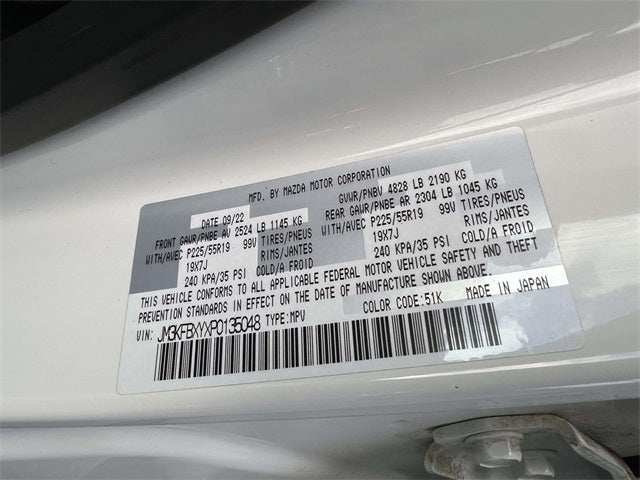 MFD. BY MAZDA MOTOR CORPORATION
DATE 09/22 GVWR/PNBV 4828 LB 2190 KG
FRONT GAWR/PNBE AV 2524 LB 1145 KG REAR GAWR/PNBE AR 2304 LB 1045 KG
WITH/AVEC P225/55R19 99V TIRES/PNEUS WITH/AVEC P225/55R19 99V TIRES/PNEUS
19X7J RIMS/JANTES 19X7J RIMS/JANTES
240 KPA/35 PSI COLD/A FROID 240 KPA/35 PSI COLD/A FROID
THIS VEHICLE CONFORMS TO ALL APPLICABLE FEDERAL MOTOR VEHICLE SAFETY AND THEFT
PREVENTION STANDARDS IN EFFECT ON THE DATE OF MANUFACTURE SHOWN ABOVE.
VIN: JM3KFBXYXP0135048 TYPE:MPV COLOR CODE:51K MADE IN JAPAN